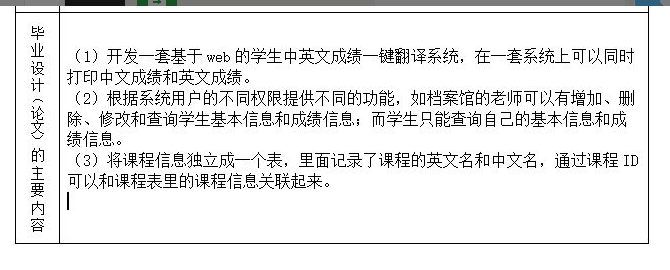 毕业设计（论文）的主要内容
（1）开发一套基于 web 的学生中英文成绩一键翻译系统，在一套系统上可以同时
打印中文成绩和英文成绩。
（2）根据系统用户的不同权限提供不同的功能，如档案馆的老师可以有增加、删
除、修改和查询学生基本信息和成绩信息；而学生只能查询自己的基本信息和成
绩信息。
（3）将课程信息独立成一个表，里面记录了课程的英文名和中文名，通过课程 ID
可以和课程表里的课程信息关联起来。